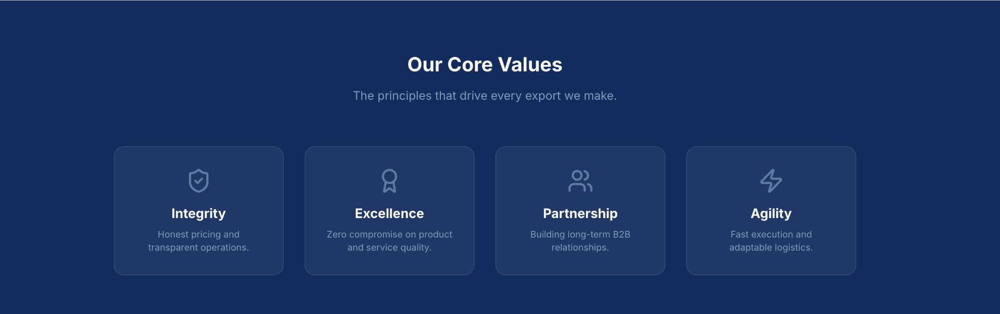 Our Core Values
The principles that drive every export we make.
Integrity
Honest pricing and
transparent operations.
Excellence
Zero compromise on product
and service quality.
Partnership
Building long-term B2B
relationships.
Agility
Fast execution and
adaptable logistics.